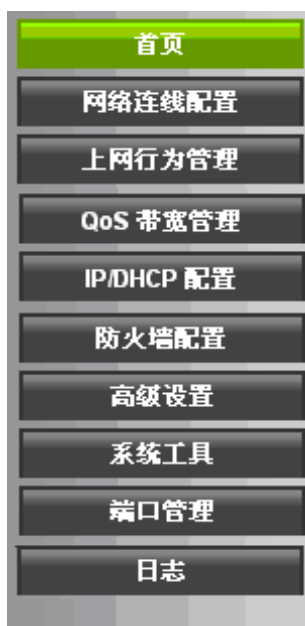 首页
网络连线配置
上网行为管理
QoS 带宽管理
IP/DHCP 配置
防火墙配置
高级设置
系统工具
端口管理
日志